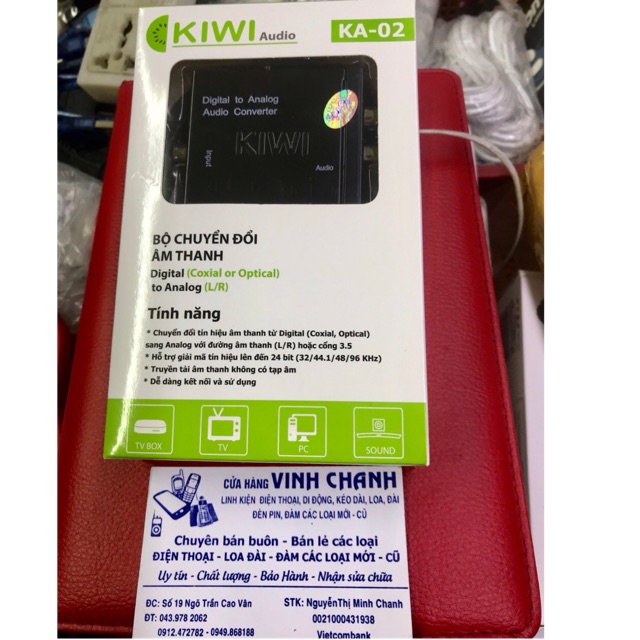 KIWI Audio
KA-02
Digital to Analog
Audio Converter
KIWI
Input
Audio
BỘ CHUYỂN ĐỔI
ÂM THANH
Digital (Coxial or Optical)
to Analog (L/R)
Tính năng
* Chuyển đổi tín hiệu âm thanh từ Digital (Coxial, Optical)
sang Analog với đường âm thanh (L/R) hoặc cổng 3.5
* Hỗ trợ giải mã tín hiệu lên đến 24 bit (32/44.1/48/96 KHz)
* Truyền tải âm thanh không có tạp âm
* Dễ dàng kết nối và sử dụng
TV BOX
TV
PC
SOUND
CỬA HÀNG VINH CHANH
LINH KIỆN ĐIỆN THOẠI, DI ĐỘNG, KÉO DÀI, LOA, ĐÀI
ĐÈN PIN, ĐÀM CÁC LOẠI MỚI - CŨ
Chuyên bán buôn - Bán lẻ các loại
ĐIỆN THOẠI - LOA ĐÀI - ĐÀM CÁC LOẠI MỚI - CŨ
Uy tín - Chất lượng - Bảo Hành - Nhận sửa chữa
ĐC: Số 19 Ngõ Trần Cao Vân
ĐT: 043.978 2062
0912.472782 - 0949.868188
STK: NguyễnThị Minh Chanh
0021000431938
Vietcombank